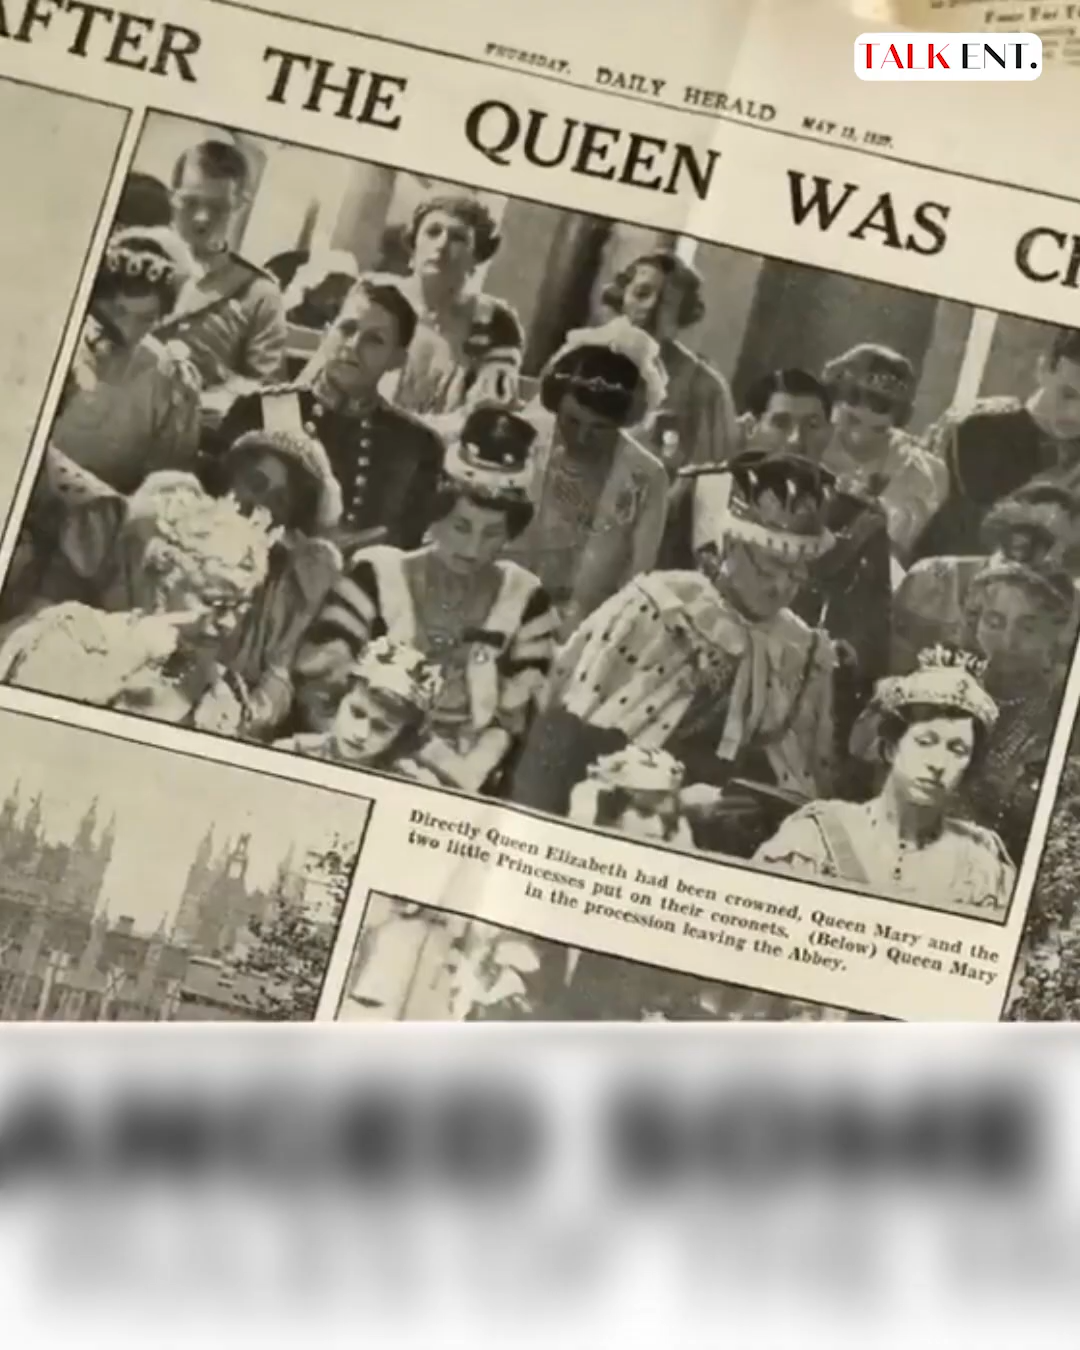 TALK ENT.
THURSDAY, DAILY HERALD MAY 13, 1937.
AFTER THE QUEEN WAS
Directly Queen Elizabeth had been crowned, Queen Mary and the
two little Princesses put on their coronets. (Below) Queen Mary
in the procession leaving the Abbey.